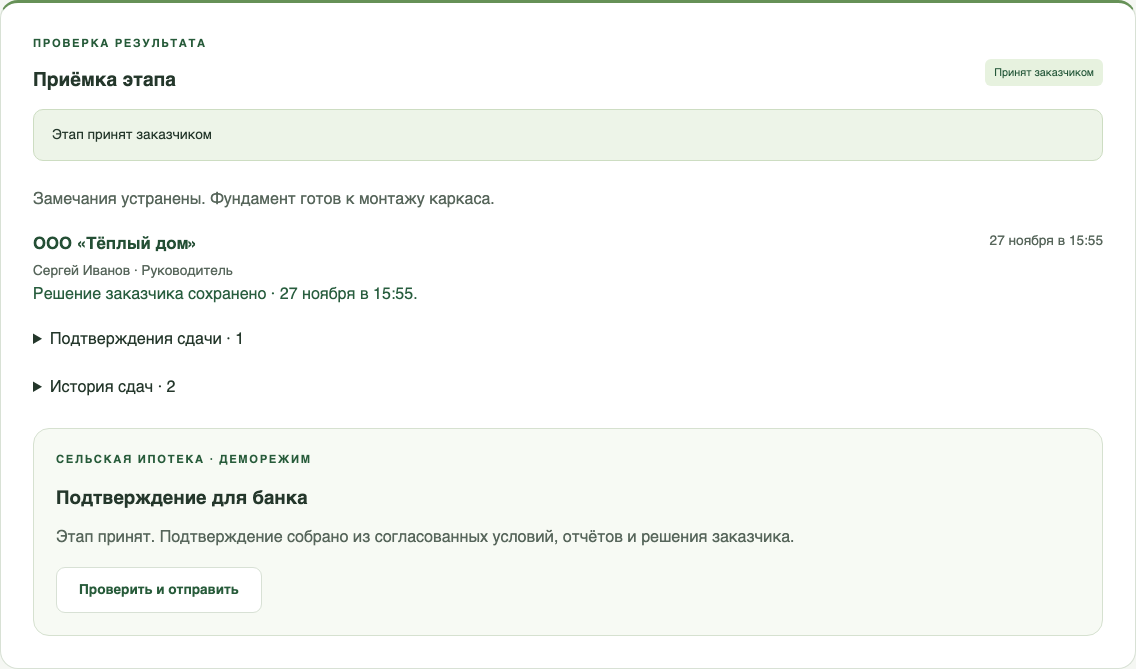 ПРОВЕРКА РЕЗУЛЬТАТА
Приёмка этапа
Принят заказчиком
Этап принят заказчиком
Замечания устранены. Фундамент готов к монтажу каркаса.
ООО «Тёплый дом»
27 ноября в 15:55
Сергей Иванов · Руководитель
Решение заказчика сохранено · 27 ноября в 15:55.
Подтверждения сдачи · 1
История сдач · 2
СЕЛЬСКАЯ ИПОТЕКА · ДЕМОРЕЖИМ
Подтверждение для банка
Этап принят. Подтверждение собрано из согласованных условий, отчётов и решения заказчика.
Проверить и отправить